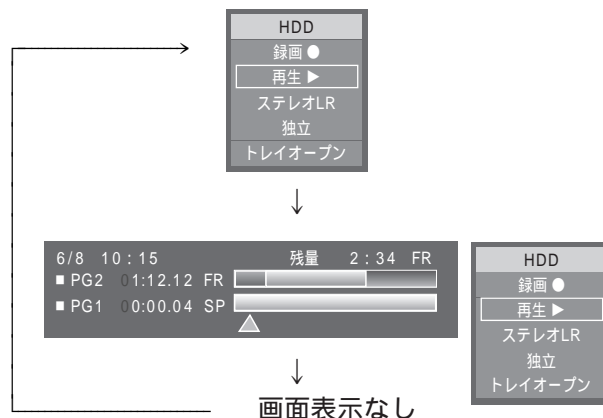 HDD
録画●
再生▶
ステレオLR
独立
トレイオープン
↓
6/8 10:15 残量 2:34 FR
■PG2 01:12.12 FR
■PG1 00:00.04 SP
HDD
録画●
再生▶
ステレオLR
独立
トレイオープン
↓
画面表示なし